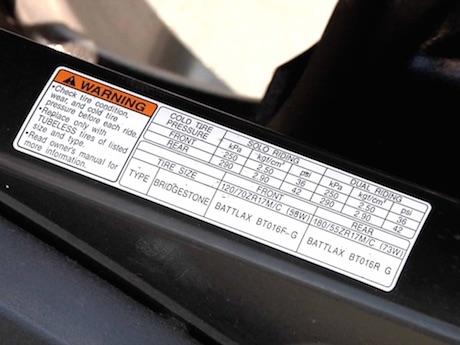 WARNING
•Check tire condition,
wear, and cold tire
pressure before each ride.
•Replace only with
TUBELESS tires of listed
size and type.
•Read owner's manual for
more information.
COLD TIRE PRESSURE SOLO RIDING DUAL RIDING
kPa kgf/cm² psi kPa kgf/cm² psi
FRONT 250 2.50 36 250 2.50 36
REAR 290 2.90 42 290 2.90 42
TIRE SIZE FRONT REAR
120/70ZR17M/C (58W) 180/55ZR17M/C (73W)
TYPE BRIDGESTONE BATTLAX BT016F-G BATTLAX BT016R G